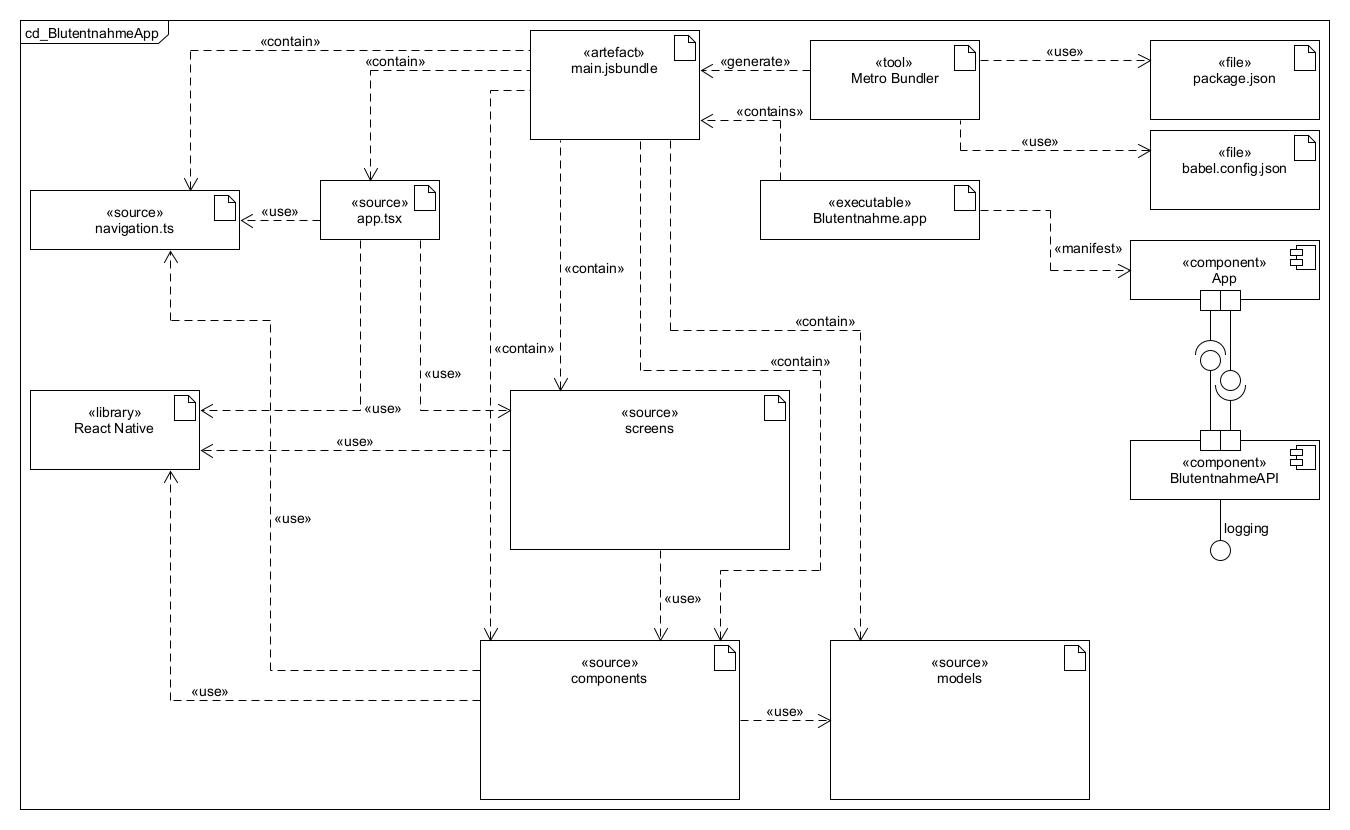 cd_BlutentnahmeApp
«contain»
«contain»
«artefact»
main.jsbundle
«generate»
«tool»
Metro Bundler
«use»
«file»
package.json
«contains»
«use»
«file»
babel.config.json
«source»
navigation.ts
«use»
«source»
app.tsx
«executable»
Blutentnahme.app
«manifest»
«component»
App
«contain»
«contain»
«contain»
«contain»
«use»
«library»
React Native
«use»
«use»
«source»
screens
«component»
BlutentnahmeAPI
logging
«use»
«use»
«use»
«source»
components
«use»
«source»
models